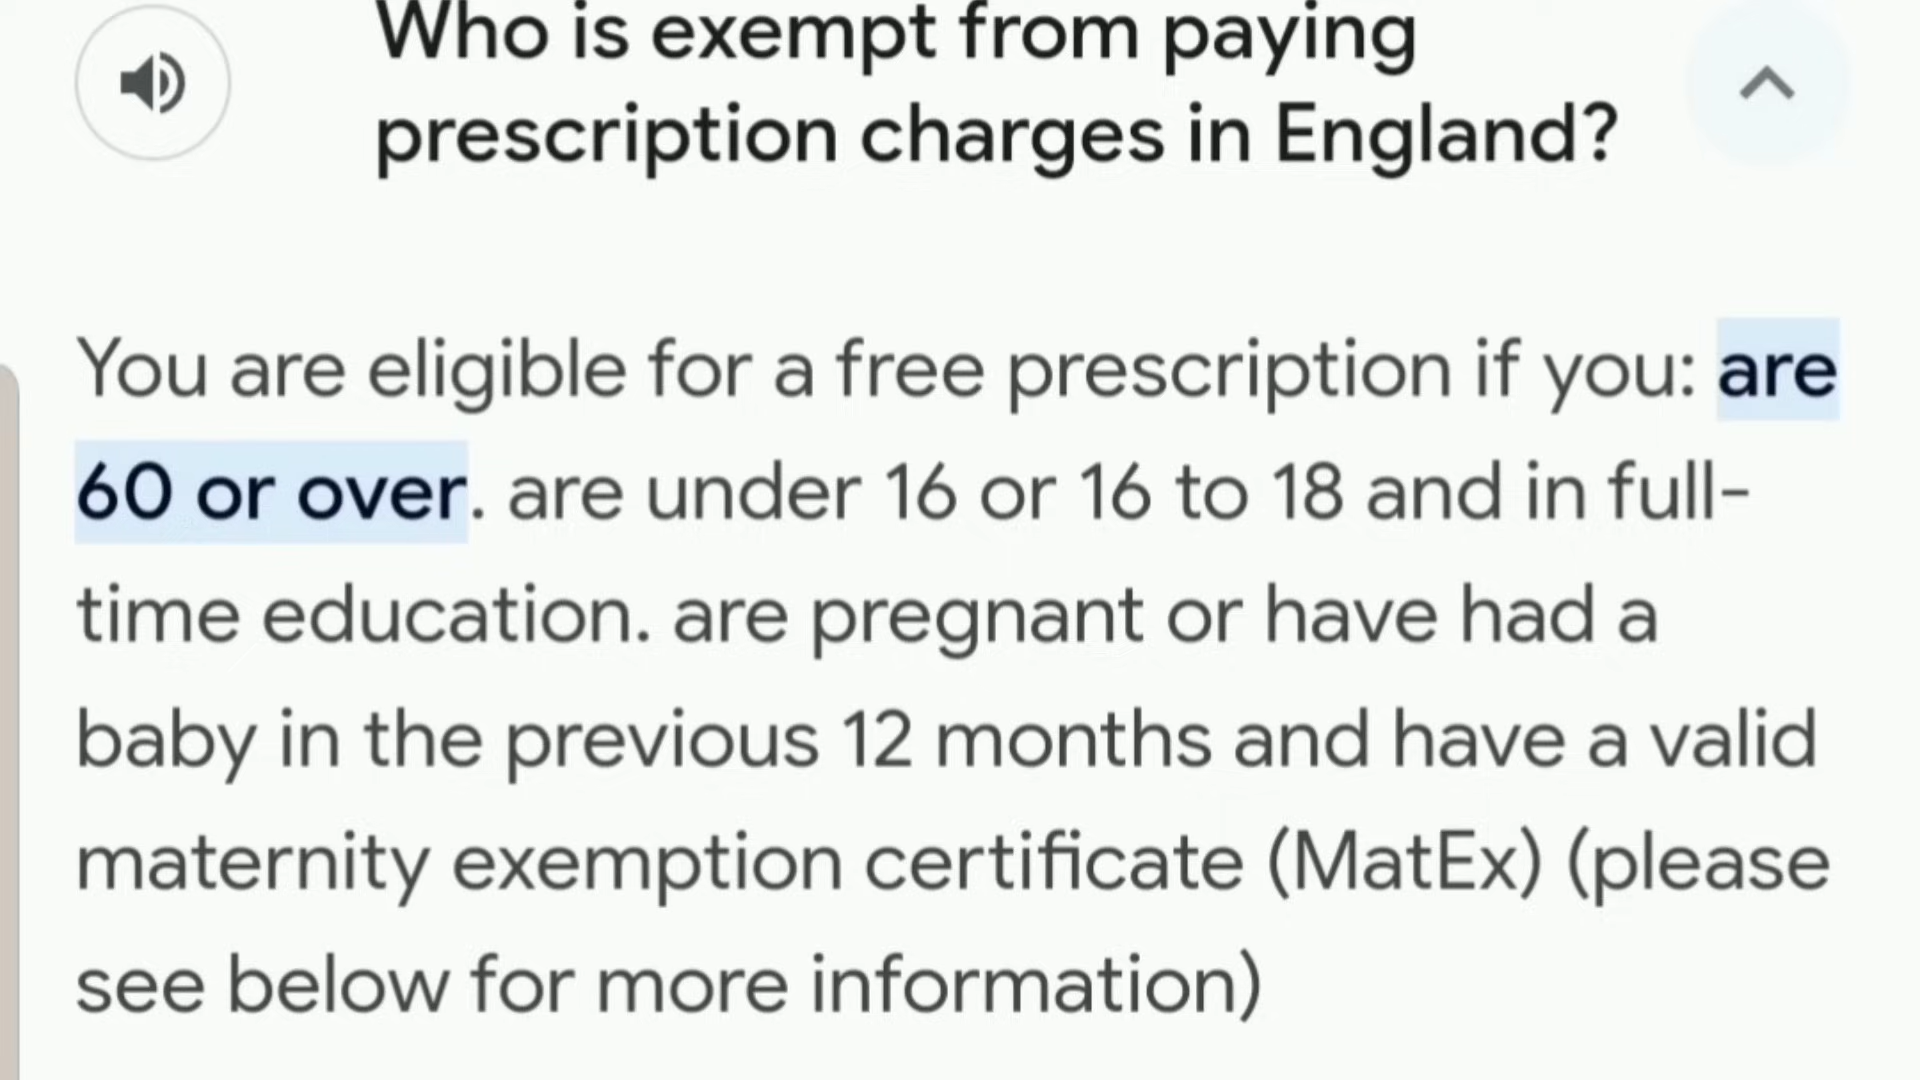 Who is exempt from paying
prescription charges in England?
You are eligible for a free prescription if you: are
60 or over. are under 16 or 16 to 18 and in full-
time education. are pregnant or have had a
baby in the previous 12 months and have a valid
maternity exemption certificate (MatEx) (please
see below for more information)